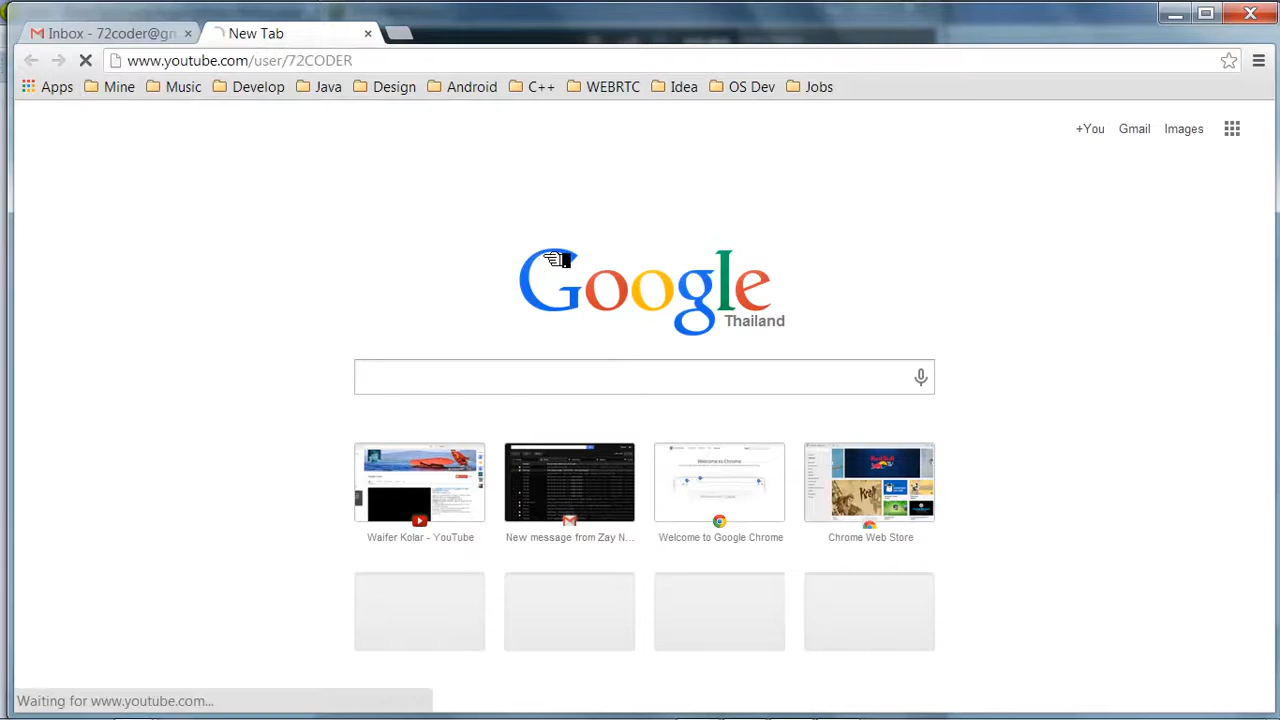 Inbox - 72coder@gm
New Tab
www.youtube.com/user/72CODER
Apps Mine Music Develop Java Design Android C++ WEBRTC Idea OS Dev Jobs
+You Gmail Images
Google
Thailand
Waifer Kolar - YouTube
New message from Zay N...
Welcome to Google Chrome
Chrome Web Store
Waiting for www.youtube.com...